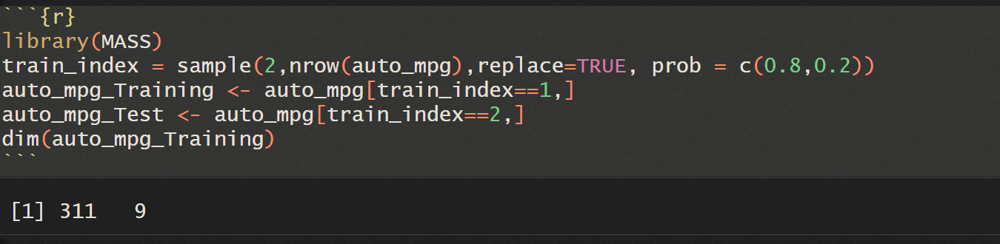 ```{r}
library(MASS)
train_index = sample(2,nrow(auto_mpg),replace=TRUE, prob = c(0.8,0.2))
auto_mpg_Training <- auto_mpg[train_index==1,]
auto_mpg_Test <- auto_mpg[train_index==2,]
dim(auto_mpg_Training)
```
[1] 311   9